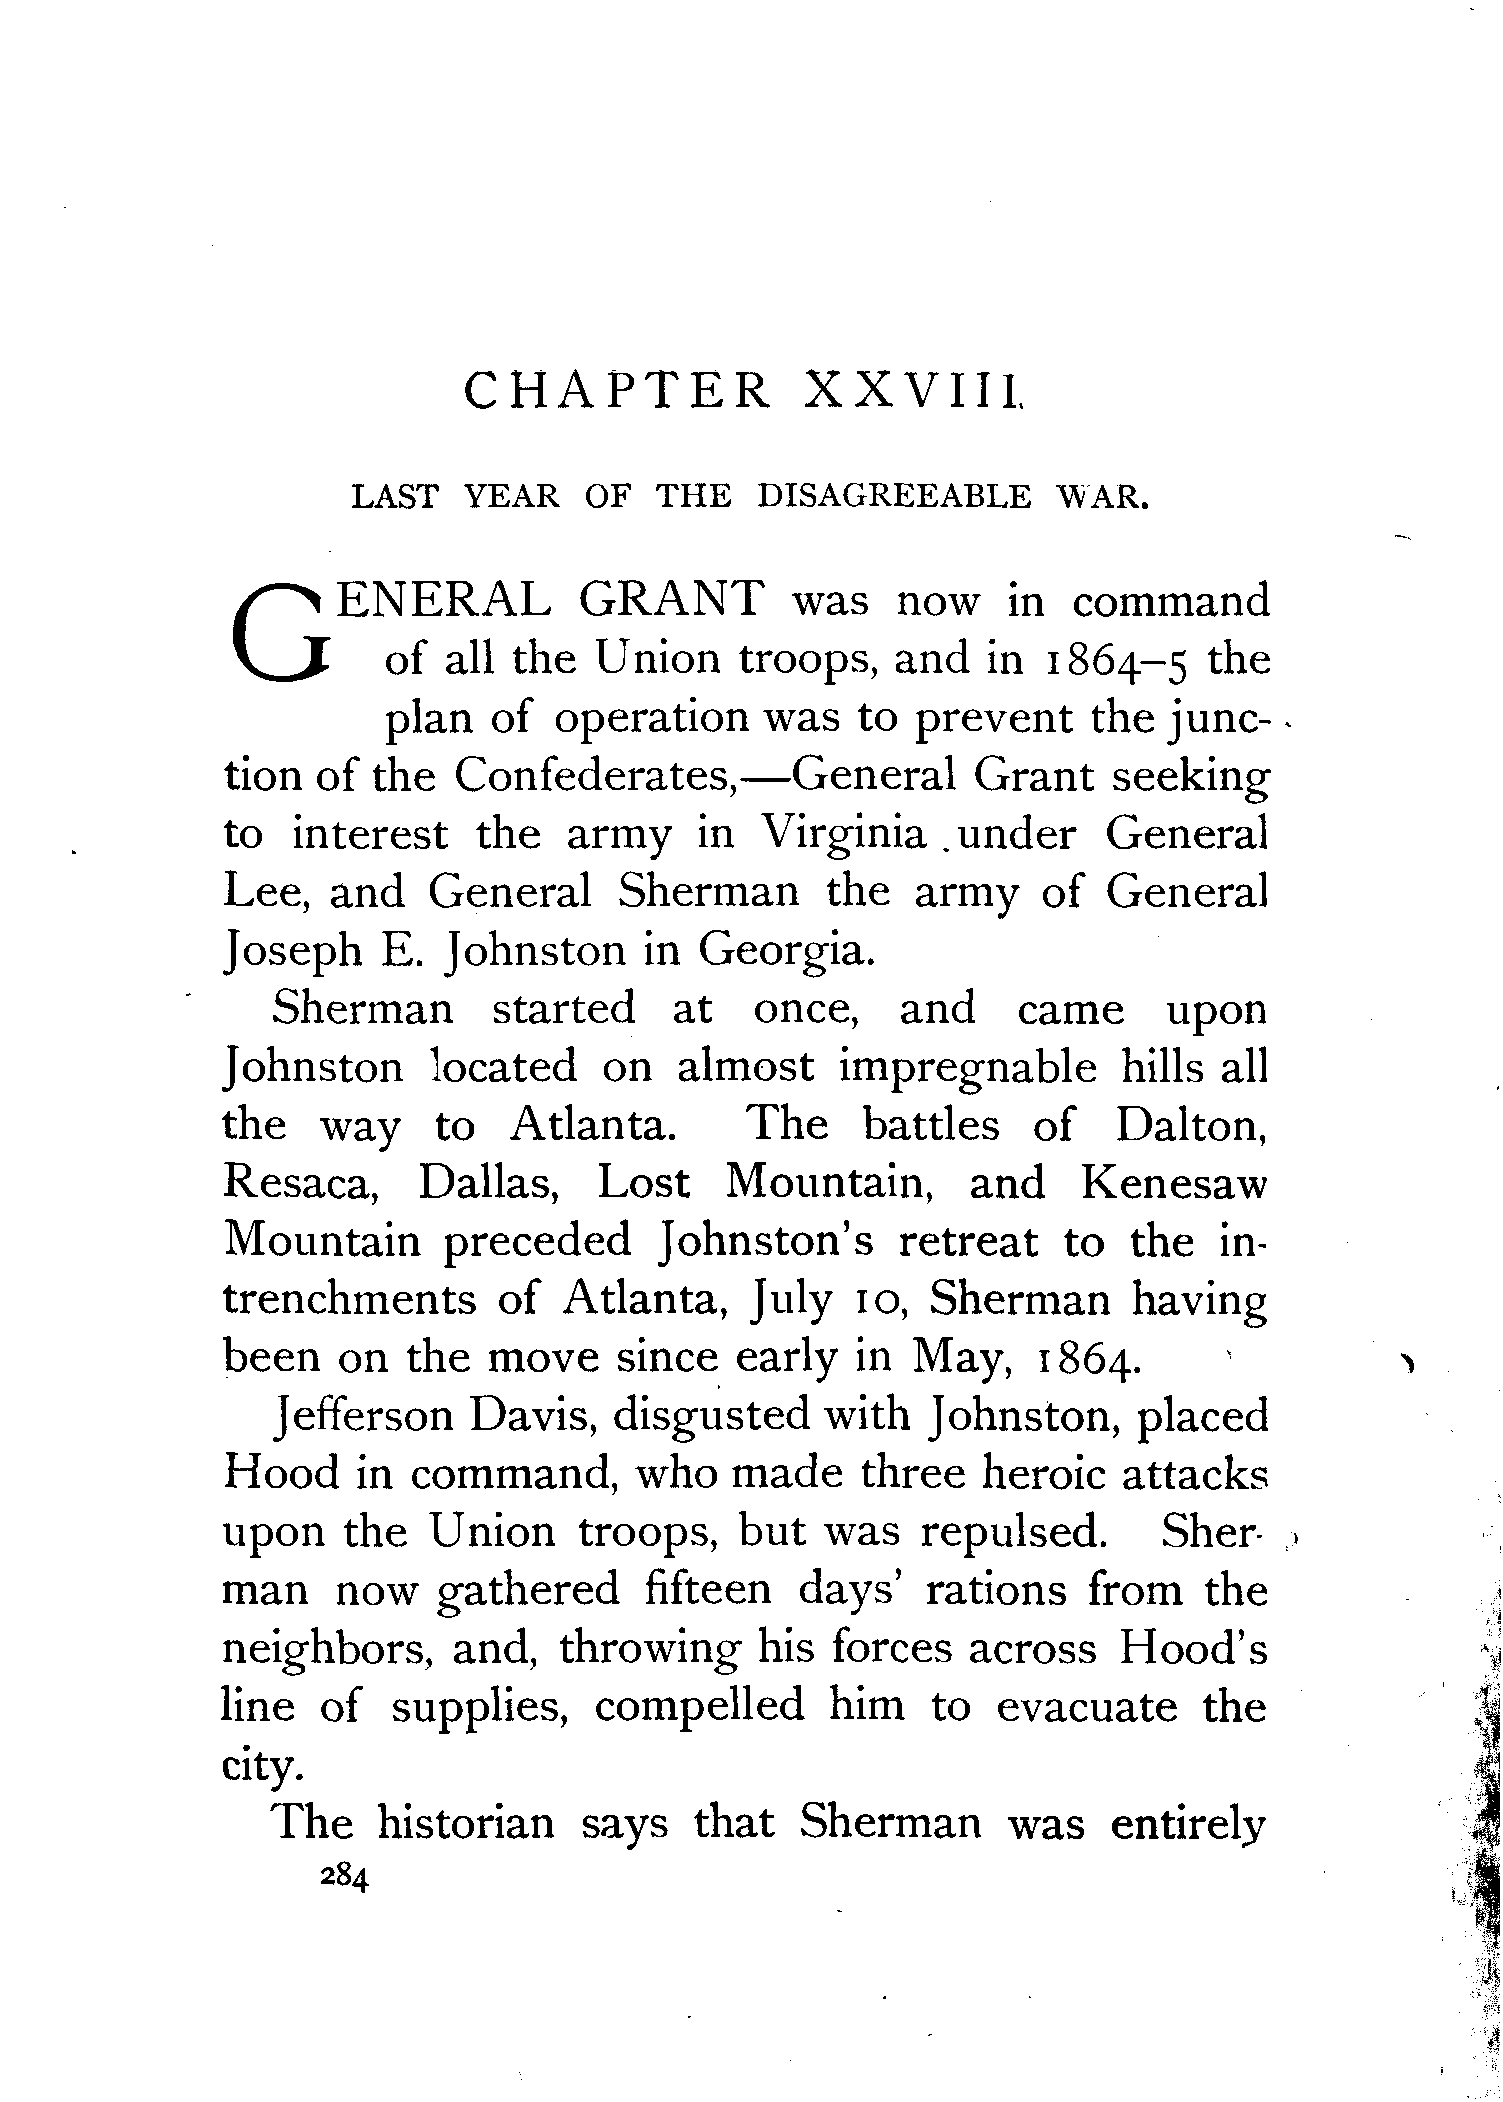 CHAPTER XXVIII.
LAST YEAR OF THE DISAGREEABLE WAR.
GENERAL GRANT was now in command
of all the Union troops, and in 1864–5 the
plan of operation was to prevent the junc-
tion of the Confederates,—General Grant seeking
to interest the army in Virginia under General
Lee, and General Sherman the army of General
Joseph E. Johnston in Georgia.
Sherman started at once, and came upon
Johnston located on almost impregnable hills all
the way to Atlanta. The battles of Dalton,
Resaca, Dallas, Lost Mountain, and Kenesaw
Mountain preceded Johnston's retreat to the in-
trenchments of Atlanta, July 10, Sherman having
been on the move since early in May, 1864.
Jefferson Davis, disgusted with Johnston, placed
Hood in command, who made three heroic attacks
upon the Union troops, but was repulsed. Sher-
man now gathered fifteen days' rations from the
neighbors, and, throwing his forces across Hood's
line of supplies, compelled him to evacuate the
city.
The historian says that Sherman was entirely
284